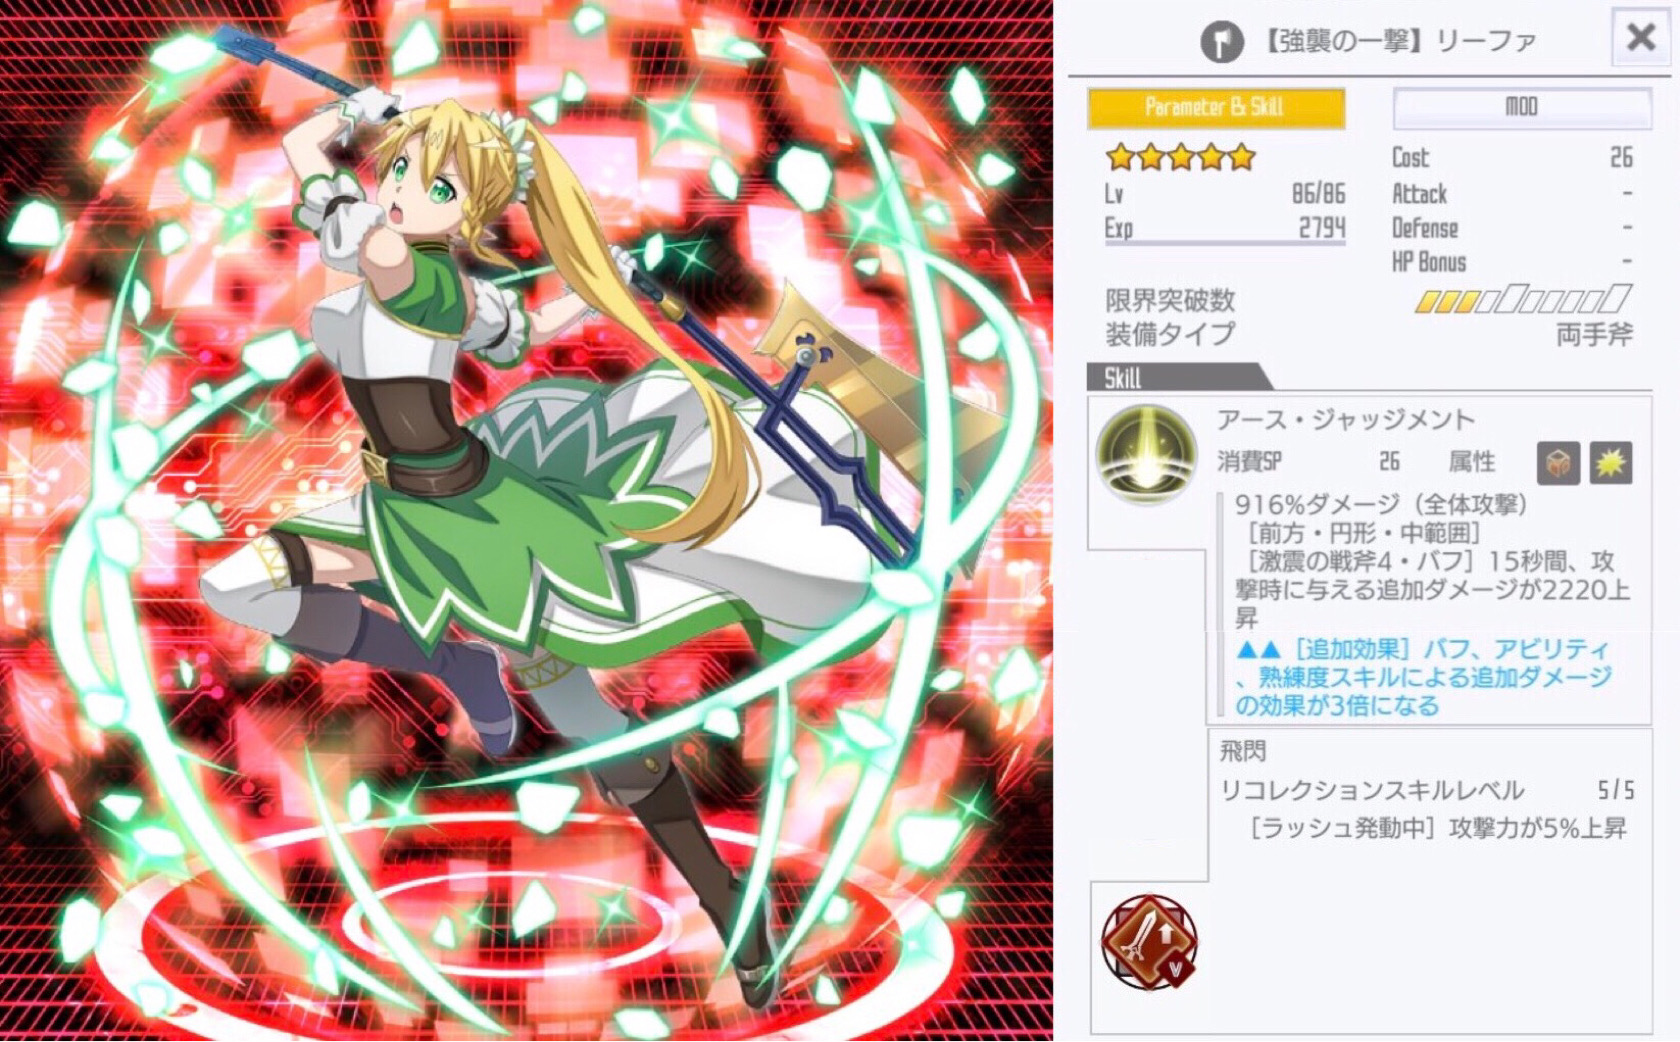 【強襲の一撃】リーファ
Parameter & Skill
MOD
Lv 86/86
Exp 2794
Cost 26
Attack -
Defense -
HP Bonus -
限界突破数
装備タイプ 両手斧
Skill
アース・ジャッジメント
消費SP 26 属性
916%ダメージ（全体攻撃）
［前方・円形・中範囲］
［激震の戦斧4・バフ］15秒間、攻
撃時に与える追加ダメージが2220上
昇
▲▲［追加効果］バフ、アビリティ
、熟練度スキルによる追加ダメージ
の効果が3倍になる
飛閃
リコレクションスキルレベル 5/5
［ラッシュ発動中］攻撃力が5%上昇
V